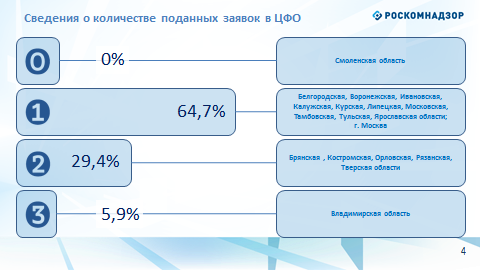 Сведения о количестве поданных заявок в ЦФО
РОСКОМНАДЗОР
0
0%
Смоленская область
1
64,7%
Белгородская, Воронежская, Ивановская,
Калужская, Курская, Липецкая, Московская,
Тамбовская, Тульская, Ярославская области;
г. Москва
2
29,4%
Брянская , Костромская, Орловская, Рязанская,
Тверская области
3
5,9%
Владимирская область
4